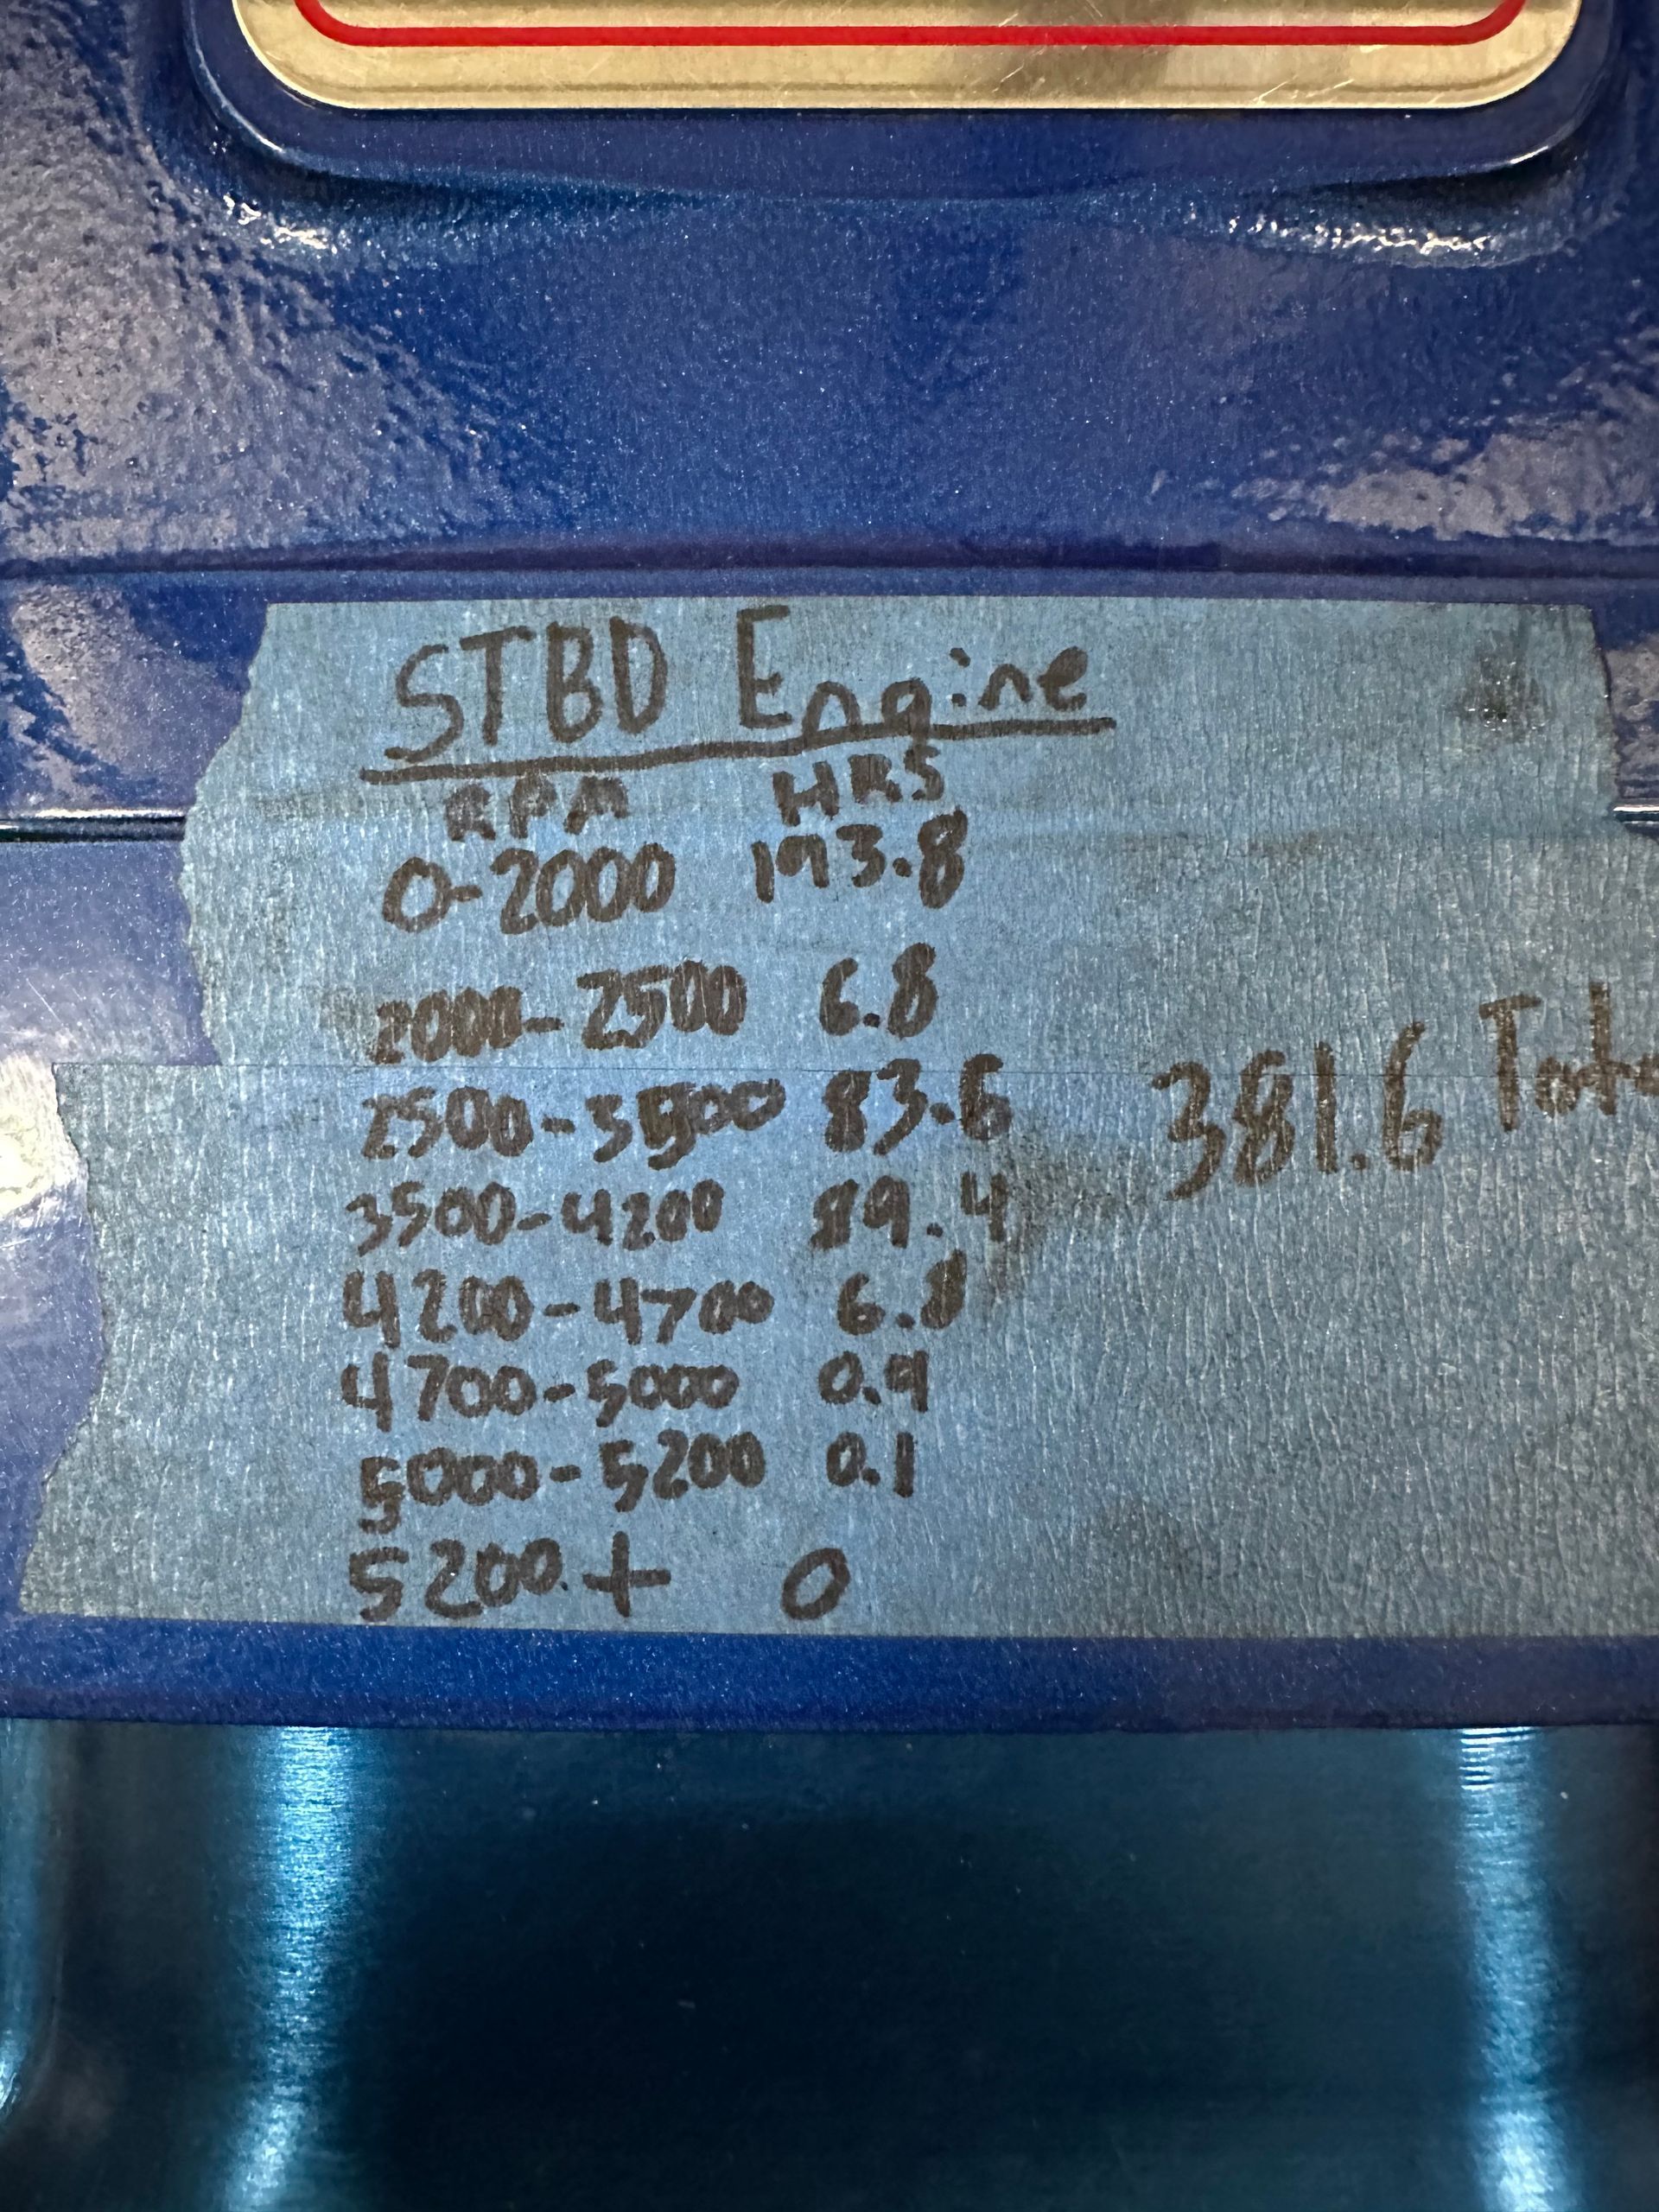 STBD Engine
RPM HRS
0-2000 193.8
2000-2500 6.8
2500-3500 83.6
381.6 Tota
3500-4200 89.4
4200-4700 6.8
4700-5000 0.9
5000-5200 0.1
5200+ 0